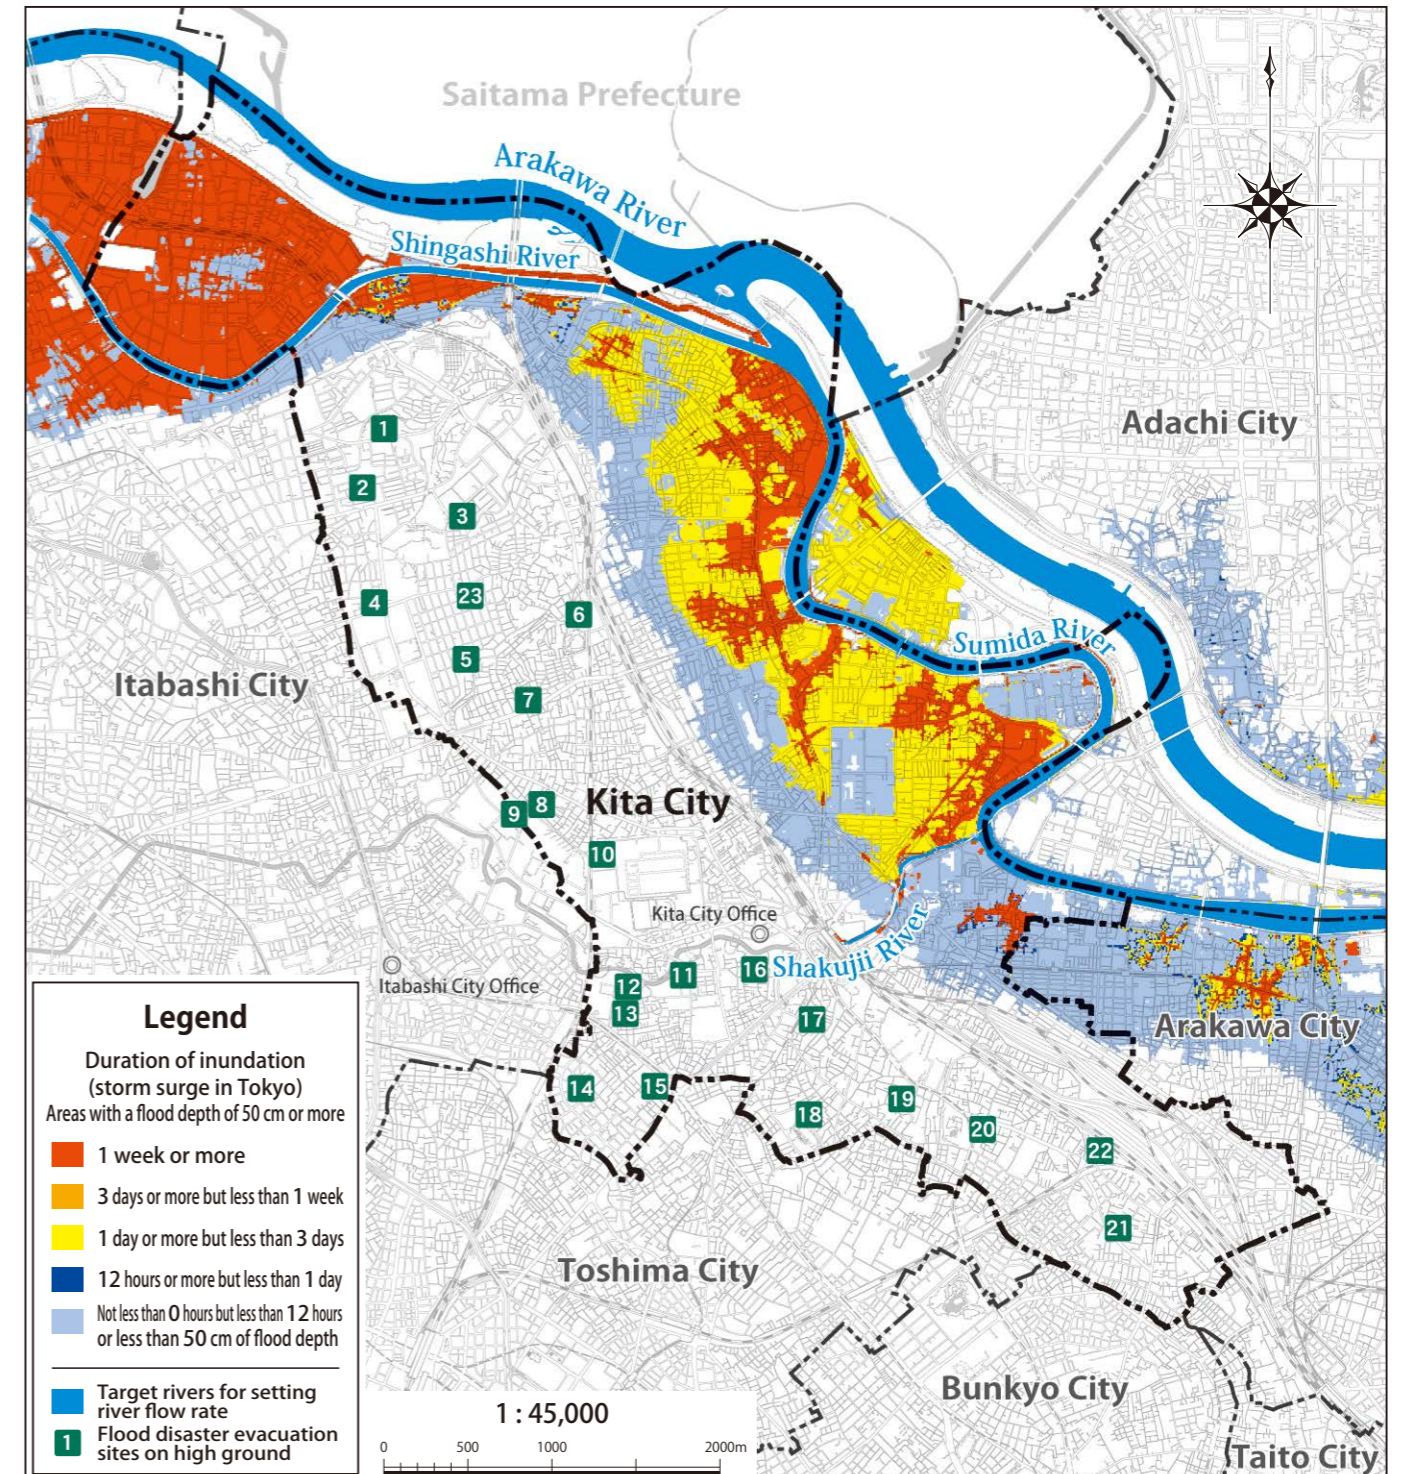 Saitama Prefecture
Arakawa River
Shingashi River
Adachi City
1
2
3
4
23
6
5
Sumida River
Itabashi City
7
9
8
Kita City
10
Kita City Office
Shakujii River
Itabashi City Office
11
16
12
13
17
Arakawa City
14
15
18
19
20
22
21
Toshima City
Bunkyo City
Taito City
Legend
Duration of inundation
(storm surge in Tokyo)
Areas with a flood depth of 50 cm or more
1 week or more
3 days or more but less than 1 week
1 day or more but less than 3 days
12 hours or more but less than 1 day
Not less than 0 hours but less than 12 hours
or less than 50 cm of flood depth
Target rivers for setting
river flow rate
1
Flood disaster evacuation
sites on high ground
1 : 45,000
0 500 1000 2000m